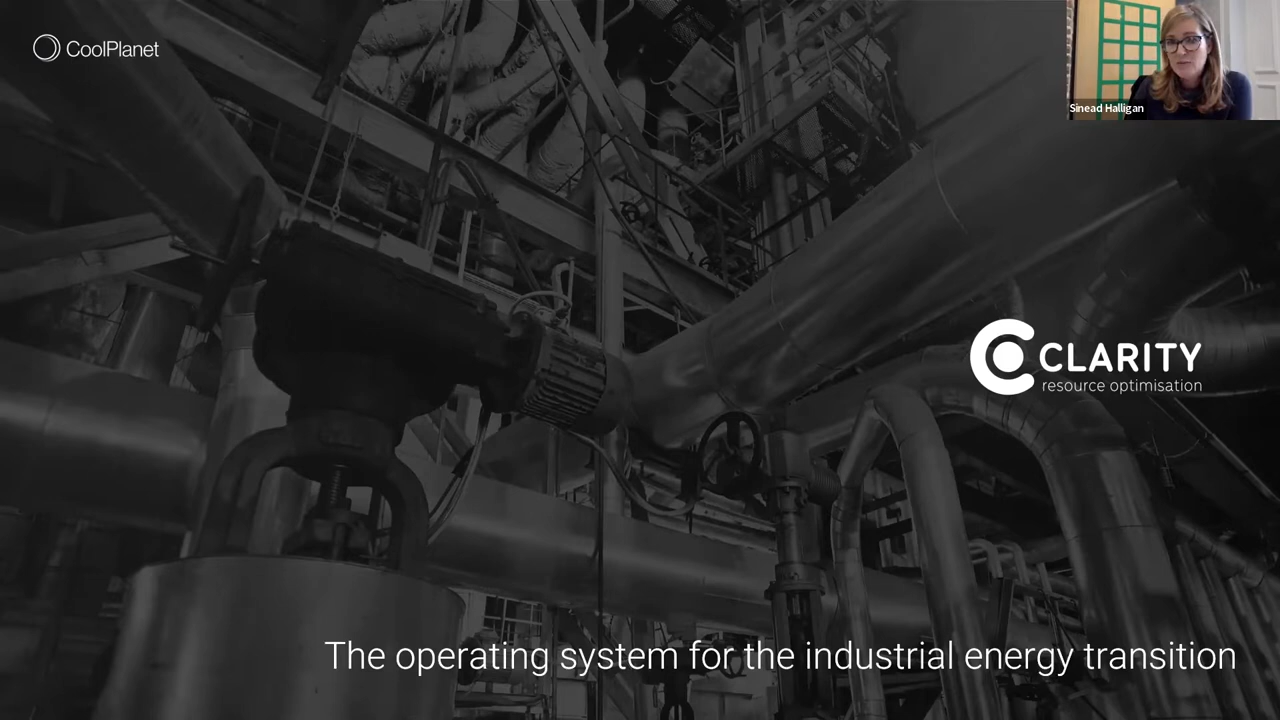 CoolPlanet
Sinead Halligan
CLARITY
resource optimisation
The operating system for the industrial energy transition